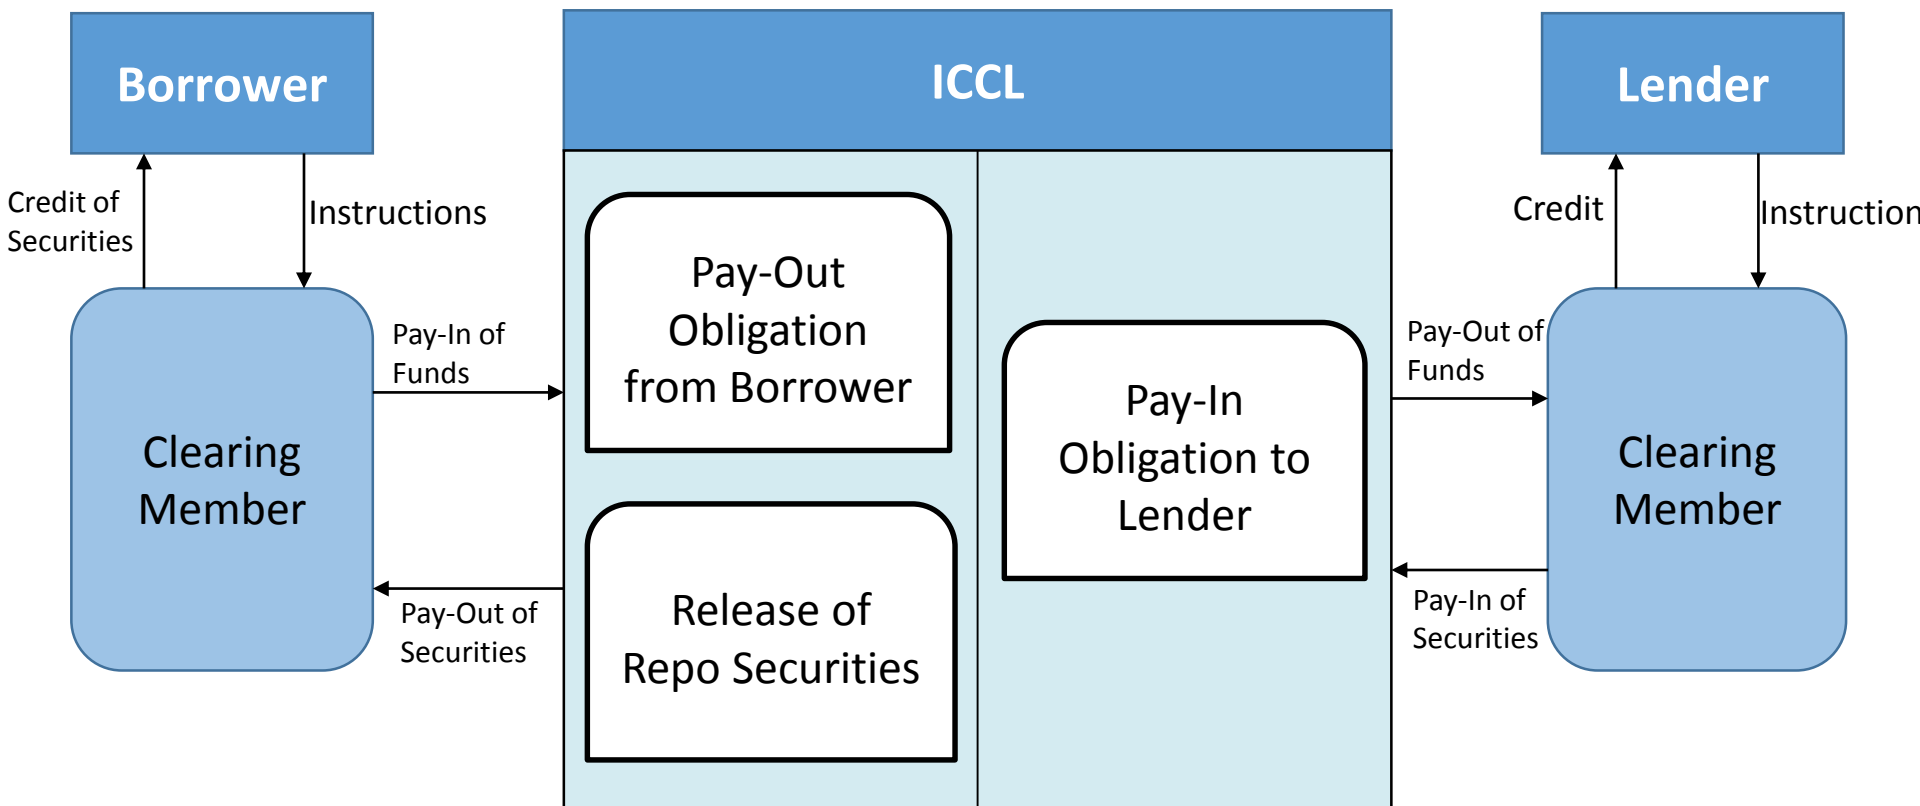 Borrower
ICCL
Lender
Credit of
Securities
Instructions
Credit
Instruction
Pay-Out
Obligation
from Borrower
Pay-In of
Funds
Pay-In
Obligation to
Lender
Pay-Out of
Funds
Clearing
Member
Clearing
Member
Release of
Repo Securities
Pay-Out of
Securities
Pay-In of
Securities